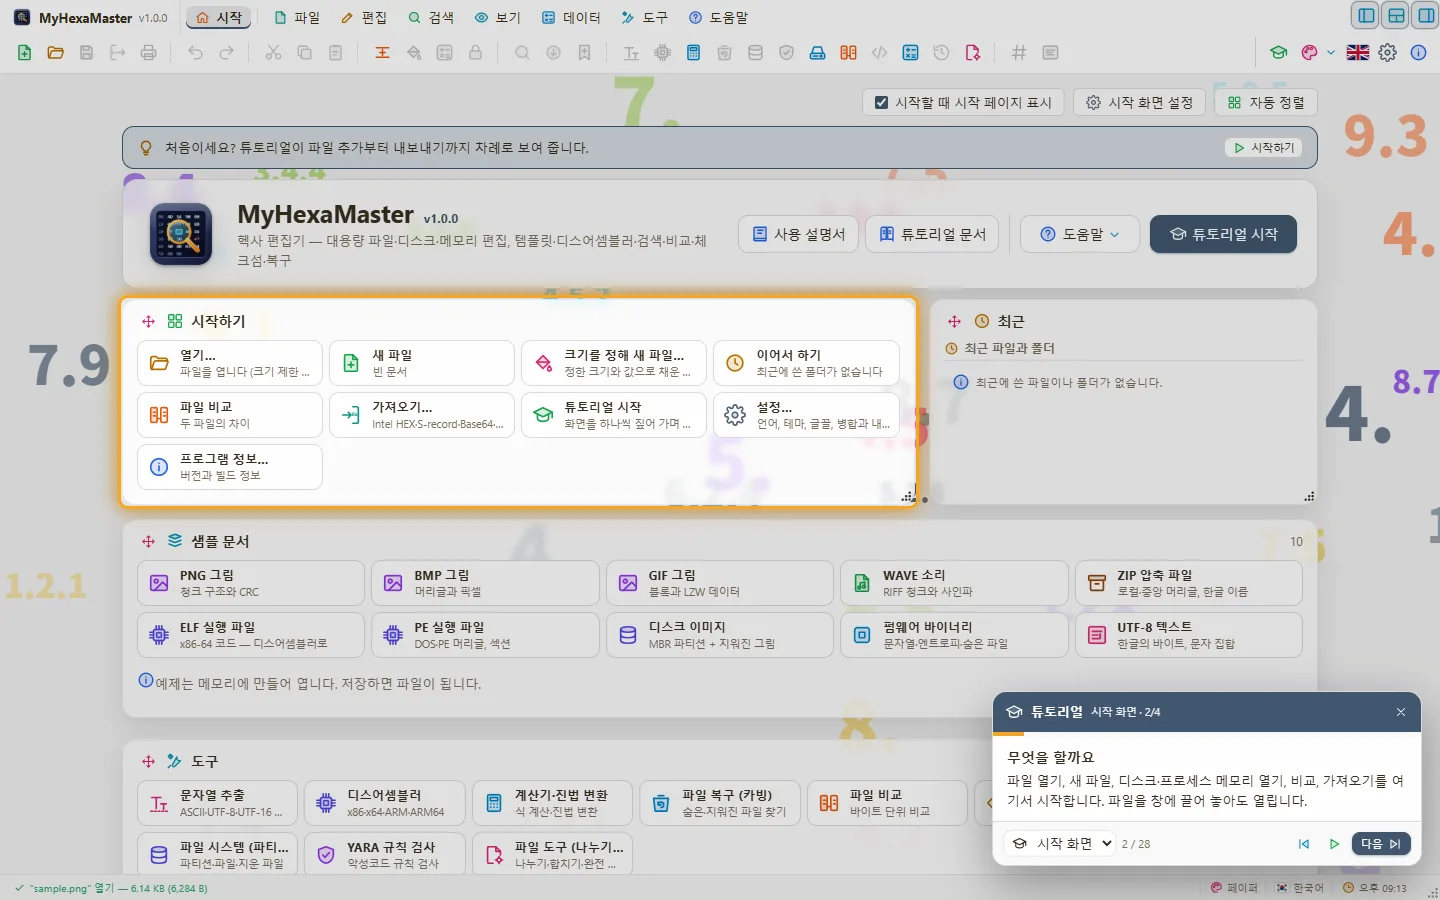 MyHexaMaster v1.0.0 시작 파일 편집 검색 보기 데이터 도구 도움말
시작할 때 시작 페이지 표시 시작 화면 설정 자동 정렬
처음이세요? 튜토리얼이 파일 추가부터 내보내기까지 차례로 보여 줍니다. 시작하기
MyHexaMaster v1.0.0
헥사 편집기 — 대용량 파일·디스크·메모리 편집, 템플릿·디스어셈블러·검색·비교·체
크섬·복구
사용 설명서 튜토리얼 문서 도움말 튜토리얼 시작
시작하기
열기...
파일을 엽니다 (크기 제한 ...
새 파일
빈 문서
크기를 정해 새 파일...
정한 크기와 값으로 채운 ...
이어서 하기
최근에 쓴 폴더가 없습니다
파일 비교
두 파일의 차이
가져오기...
Intel HEX·S-record·Base64·...
튜토리얼 시작
화면을 하나씩 짚어 가며 ...
설정...
언어, 테마, 글꼴, 병합과 내...
프로그램 정보...
버전과 빌드 정보
최근
최근 파일과 폴더
최근에 쓴 파일이나 폴더가 없습니다.
샘플 문서 10
PNG 그림
청크 구조와 CRC
BMP 그림
머리글과 픽셀
GIF 그림
블록과 LZW 데이터
WAVE 소리
RIFF 청크와 사인파
ZIP 압축 파일
로컬·중앙 머리글, 한글 이름
ELF 실행 파일
x86-64 코드 — 디스어셈블러로
PE 실행 파일
DOS·PE 머리글, 섹션
디스크 이미지
MBR 파티션 + 지워진 그림
펌웨어 바이너리
문자열·엔트로피·숨은 파일
UTF-8 텍스트
한글의 바이트, 문자 집합
예제는 메모리에 만들어 엽니다. 저장하면 파일이 됩니다.
도구
문자열 추출
ASCII·UTF-8·UTF-16 ...
디스어셈블러
x86·x64·ARM·ARM64
계산기·진법 변환
식 계산·진법 변환
파일 복구 (카빙)
숨은·지워진 파일 찾기
파일 비교
바이트 단위 비교
파일 시스템 (파티...
파티션·파일·지운 파일
YARA 규칙 검사
악성코드 규칙 검사
파일 도구 (나누기...
나누기·합치기·완전 ...
튜토리얼 시작 화면 · 2/4
무엇을 할까요
파일 열기, 새 파일, 디스크·프로세스 메모리 열기, 비교, 가져오기를 여
기서 시작합니다. 파일을 창에 끌어 놓아도 열립니다.
시작 화면 2 / 28 다음
"sample.png" 열기 — 6.14 KB (6,284 B) 페이퍼 한국어 오후 09:13
7.
9.3
4.
7.9
8.7
4.
1.2.1
5.
8.